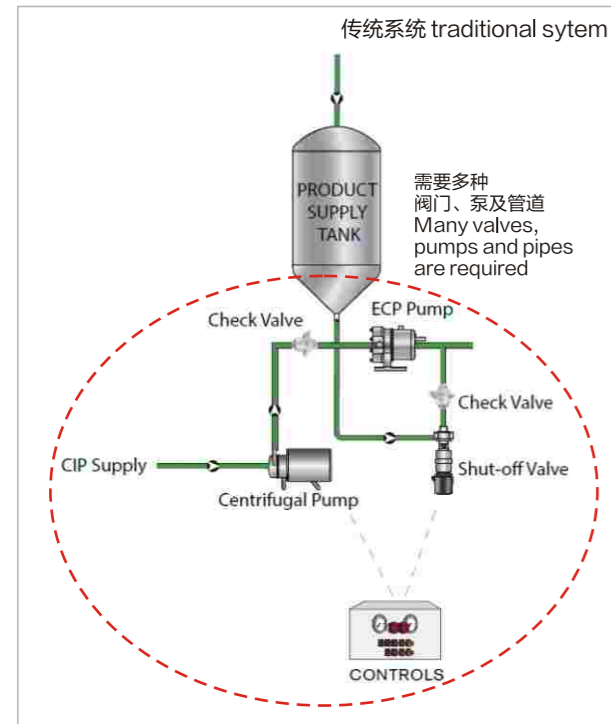 传统系统 traditional sytem
PRODUCT
SUPPLY
TANK
需要多种
阀门、泵及管道
Many valves,
pumps and pipes
are required
ECP Pump
Check Valve
Check Valve
CIP Supply
Shut-off Valve
Centrifugal Pump
CONTROLS